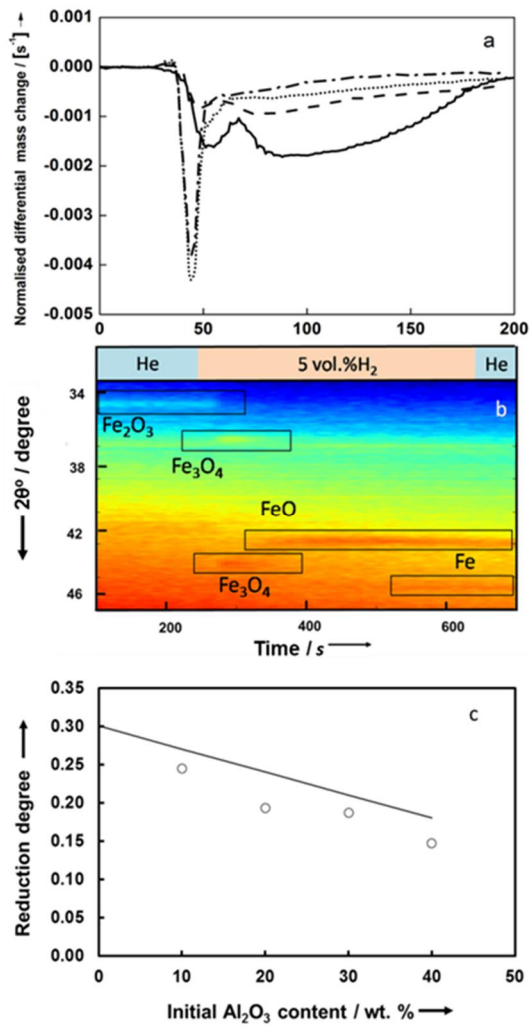 a
Normalised differential mass change / [s⁻¹] →
0.001
0.000
-0.001
-0.002
-0.003
-0.004
-0.005
0 50 100 150 200
He 5 vol.%H₂ He
b
2θº / degree
34
38
42
46
Fe₂O₃
Fe₃O₄
FeO
Fe₃O₄
Fe
200 400 600
Time / s →
c
Reduction degree →
0.35
0.30
0.25
0.20
0.15
0.10
0.05
0.00
0 10 20 30 40 50
Initial Al₂O₃ content / wt. % →